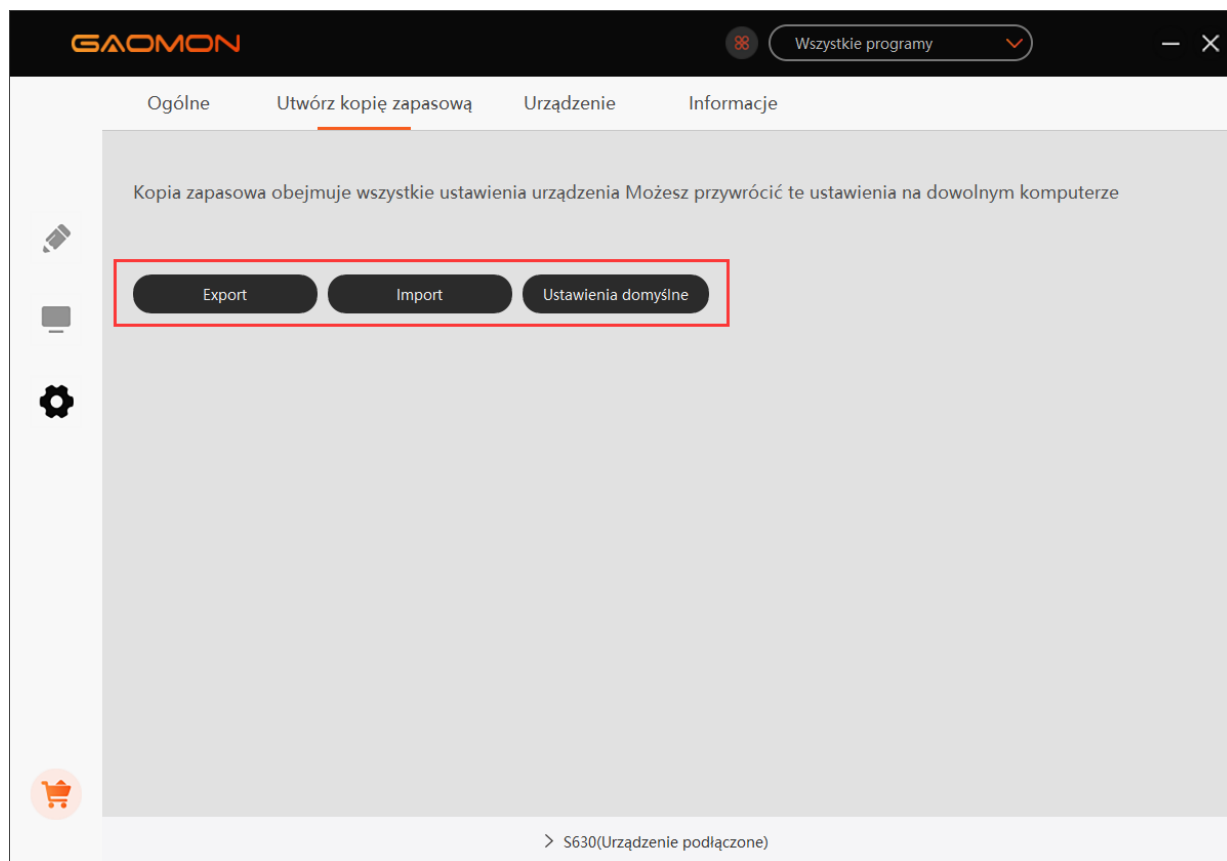 GAOMON
Wszystkie programy
Ogólne Utwórz kopię zapasową Urządzenie Informacje
Kopia zapasowa obejmuje wszystkie ustawienia urządzenia Możesz przywrócić te ustawienia na dowolnym komputerze
Export Import Ustawienia domyślne
S630(Urządzenie podłączone)